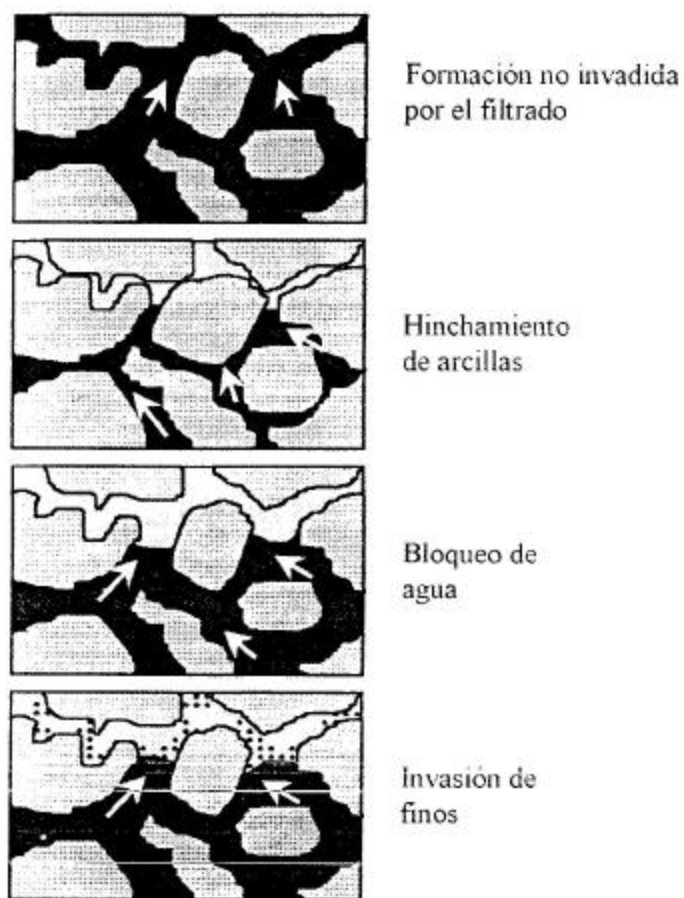 Formación no invadida
por el filtrado
Hinchamiento
de arcillas
Bloqueo de
agua
Invasión de
finos